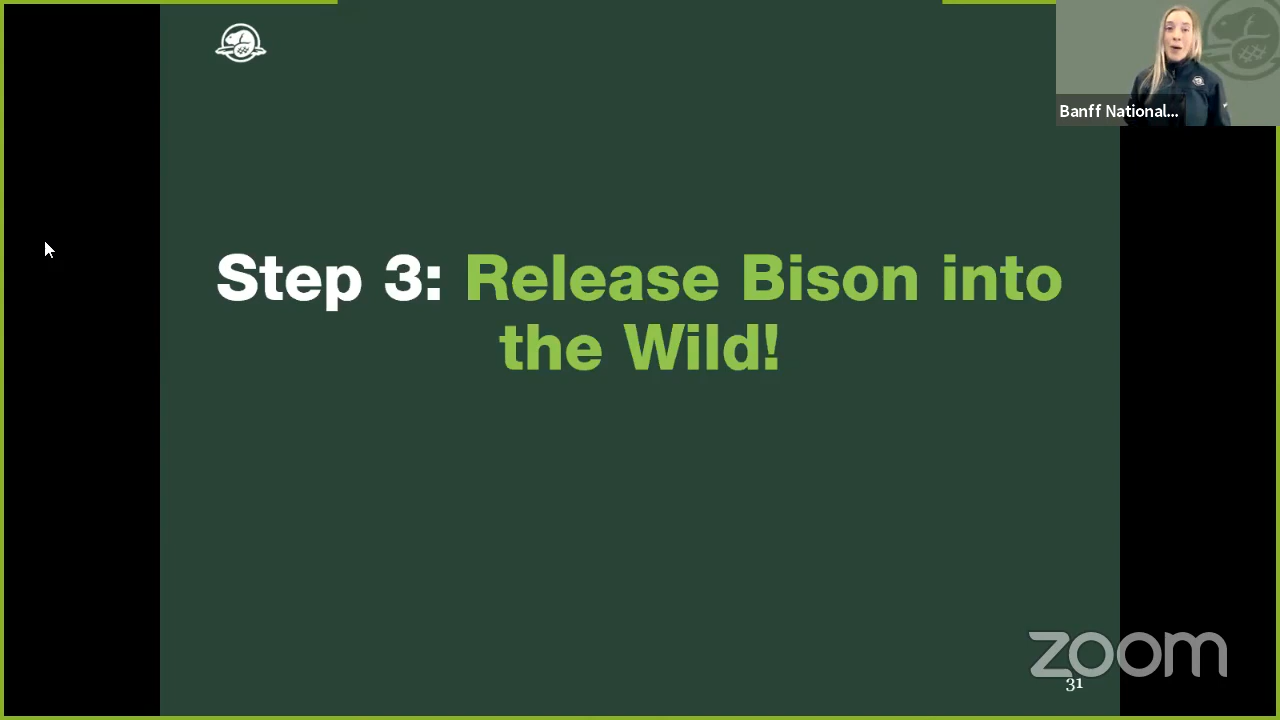 Banff National...
Step 3: Release Bison into
the Wild!
zoom
31